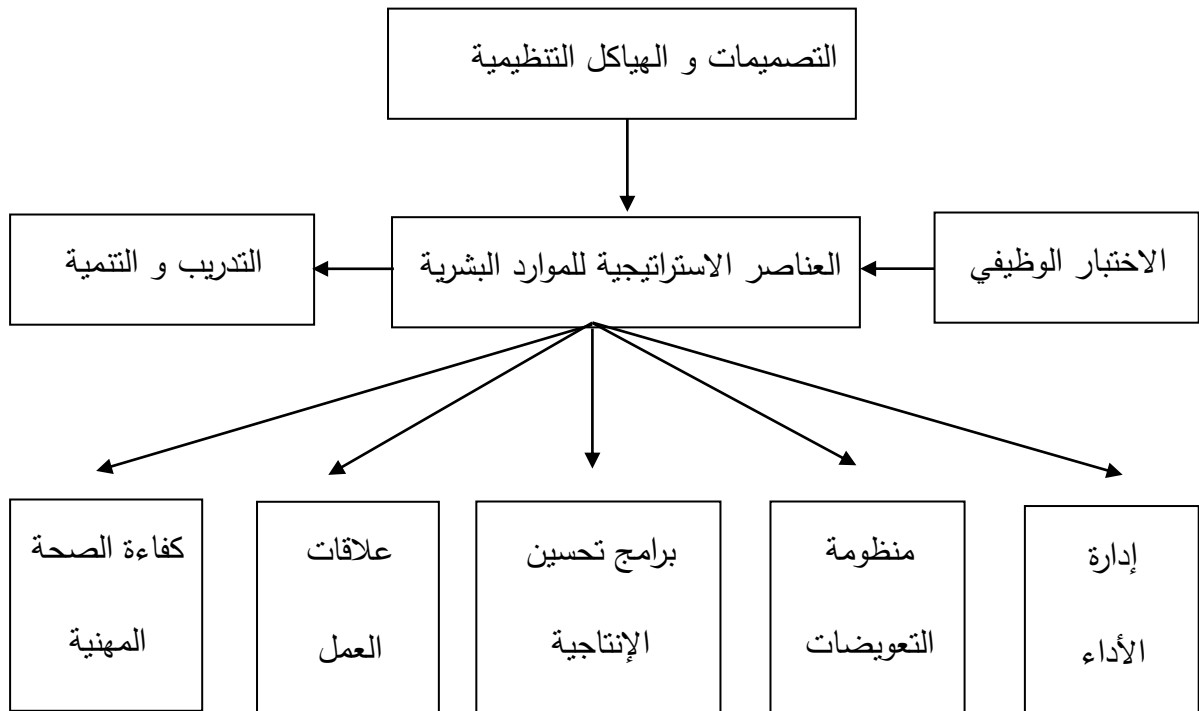 التصميمات و الهياكل التنظيمية
الاختبار الوظيفي
العناصر الاستراتيجية للموارد البشرية
التدريب و التنمية
إدارة
الأداء
منظومة
التعويضات
برامج تحسين
الإنتاجية
علاقات
العمل
كفاءة الصحة
المهنية